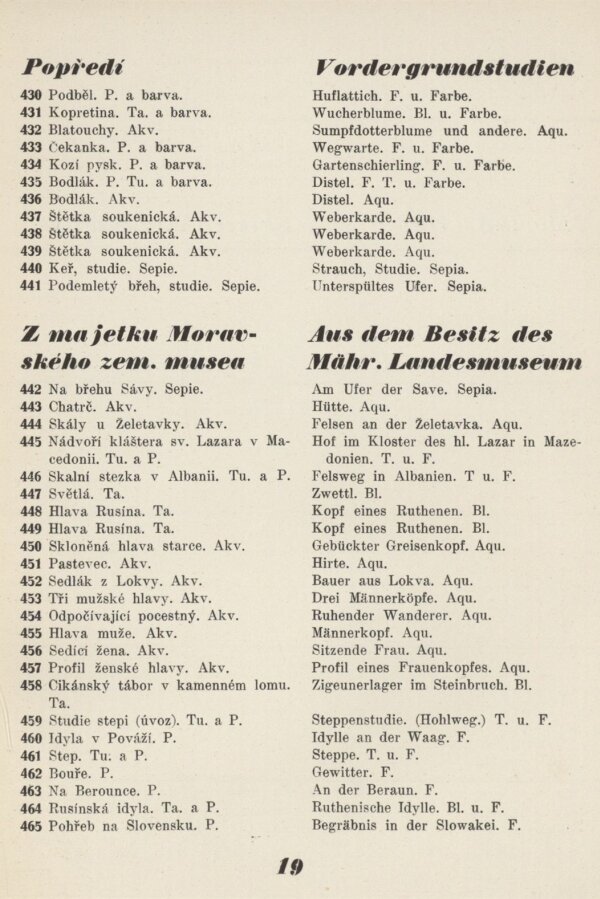 Popředí
430 Podběl. P. a barva.
431 Kopretina. Ta. a barva.
432 Blatouchy. Akv.
433 Čekanka. P. a barva.
434 Kozí pysk. P. a barva.
435 Bodlák. P. Tu. a barva.
436 Bodlák. Akv.
437 Štětka soukenická. Akv.
438 Štětka soukenická. Akv.
439 Štětka soukenická. Akv.
440 Keř, studie. Sepie.
441 Podemletý břeh, studie. Sepie.
Z majetku Morav-
ského zem. musea
442 Na břehu Sávy. Sepie.
443 Chatrč. Akv.
444 Skály u Želetavky. Akv.
445 Nádvoří kláštera sv. Lazara v Ma-
cedonii. Tu. a P.
446 Skalní stezka v Albanii. Tu. a P.
447 Světlá. Ta.
448 Hlava Rusína. Ta.
449 Hlava Rusína. Ta.
450 Skloněná hlava starce. Akv.
451 Pastevec. Akv.
452 Sedlák z Lokvy. Akv.
453 Tři mužské hlavy. Akv.
454 Odpočívající pocestný. Akv.
455 Hlava muže. Akv.
456 Sedící žena. Akv.
457 Profil ženské hlavy. Akv.
458 Cikánský tábor v kamenném lomu.
Ta.
459 Studie stepi (úvoz). Tu. a P.
460 Idyla v Pováží. P.
461 Step. Tu. a P.
462 Bouře. P.
463 Na Berounce. P.
464 Rusínská idyla. Ta. a P.
465 Pohřeb na Slovensku. P.
Vordergrundstudien
Huflattich. F. u. Farbe.
Wucherblume. Bl. u. Farbe.
Sumpfdotterblume und andere. Aqu.
Wegwarte. F. u. Farbe.
Gartenschierling. F. u. Farbe.
Distel. F. T. u. Farbe.
Distel. Aqu.
Weberkarde. Aqu.
Weberkarde. Aqu.
Weberkarde. Aqu.
Strauch, Studie. Sepia.
Unterspültes Ufer. Sepia.
Aus dem Besitz des
Mähr. Landesmuseum
Am Ufer der Save. Sepia.
Hütte. Aqu.
Felsen an der Želetavka. Aqu.
Hof im Kloster des hl. Lazar in Maze-
donien. T. u. F.
Felsweg in Albanien. T u. F.
Zwettl. Bl.
Kopf eines Ruthenen. Bl.
Kopf eines Ruthenen. Bl.
Gebückter Greisenkopf. Aqu.
Hirte. Aqu.
Bauer aus Lokva. Aqu.
Drei Männerköpfe. Aqu.
Ruhender Wanderer. Aqu.
Männerkopf. Aqu.
Sitzende Frau. Aqu.
Profil eines Frauenkopfes. Aqu.
Zigeunerlager im Steinbruch. Bl.
Steppenstudie. (Hohlweg.) T. u. F.
Idylle an der Waag. F.
Steppe. T. u. F.
Gewitter. F.
An der Beraun. F.
Ruthenische Idylle. Bl. u. F.
Begräbnis in der Slowakei. F.
19